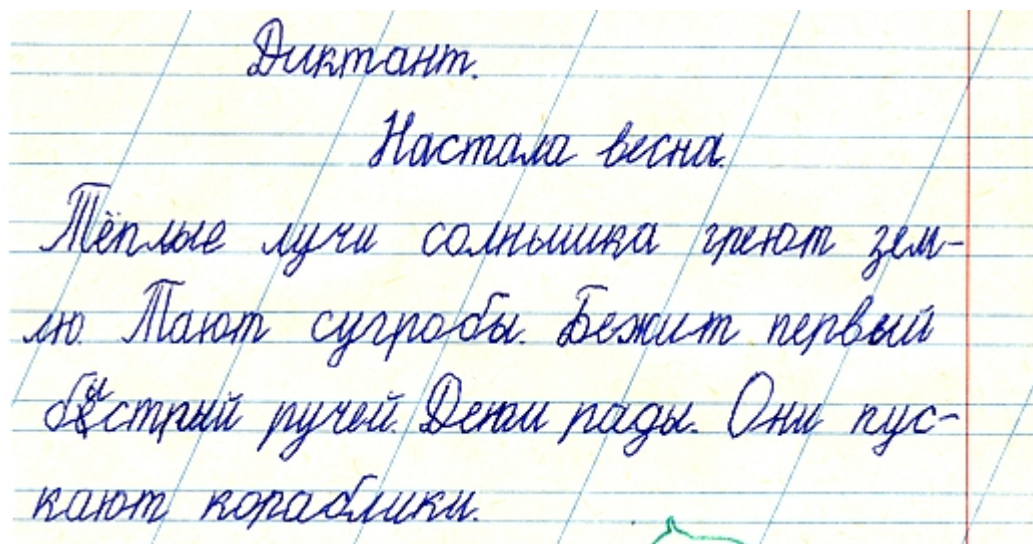 Диктант.
Настала весна.
Тёплые лучи солнышка греют зем-
лю. Тают сугробы. Бежит первый
быстрый ручей. Дети рады. Они пус-
кают кораблики.